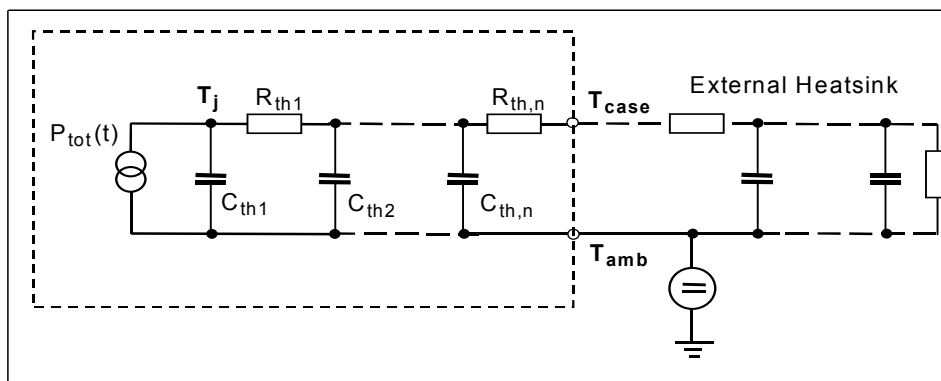 External Heatsink
T_j R_th1 R_th,n T_case
P_tot(t)
C_th1 C_th2 C_th,n
T_amb